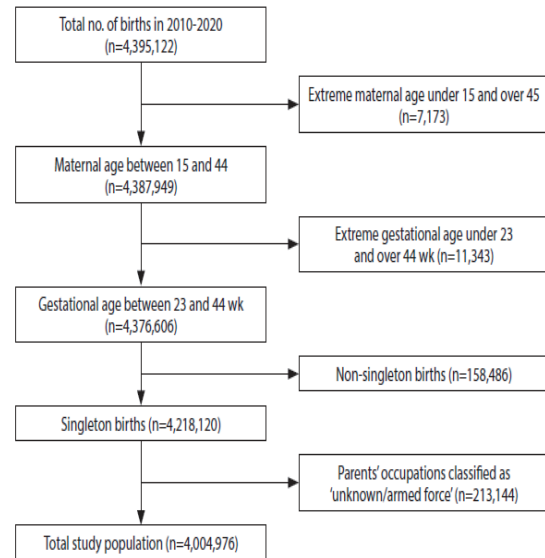 Total no. of births in 2010-2020
(n=4,395,122)
Extreme maternal age under 15 and over 45
(n=7,173)
Maternal age between 15 and 44
(n=4,387,949)
Extreme gestational age under 23
and over 44 wk (n=11,343)
Gestational age between 23 and 44 wk
(n=4,376,606)
Non-singleton births (n=158,486)
Singleton births (n=4,218,120)
Parents’ occupations classified as
‘unknown/armed force’ (n=213,144)
Total study population (n=4,004,976)